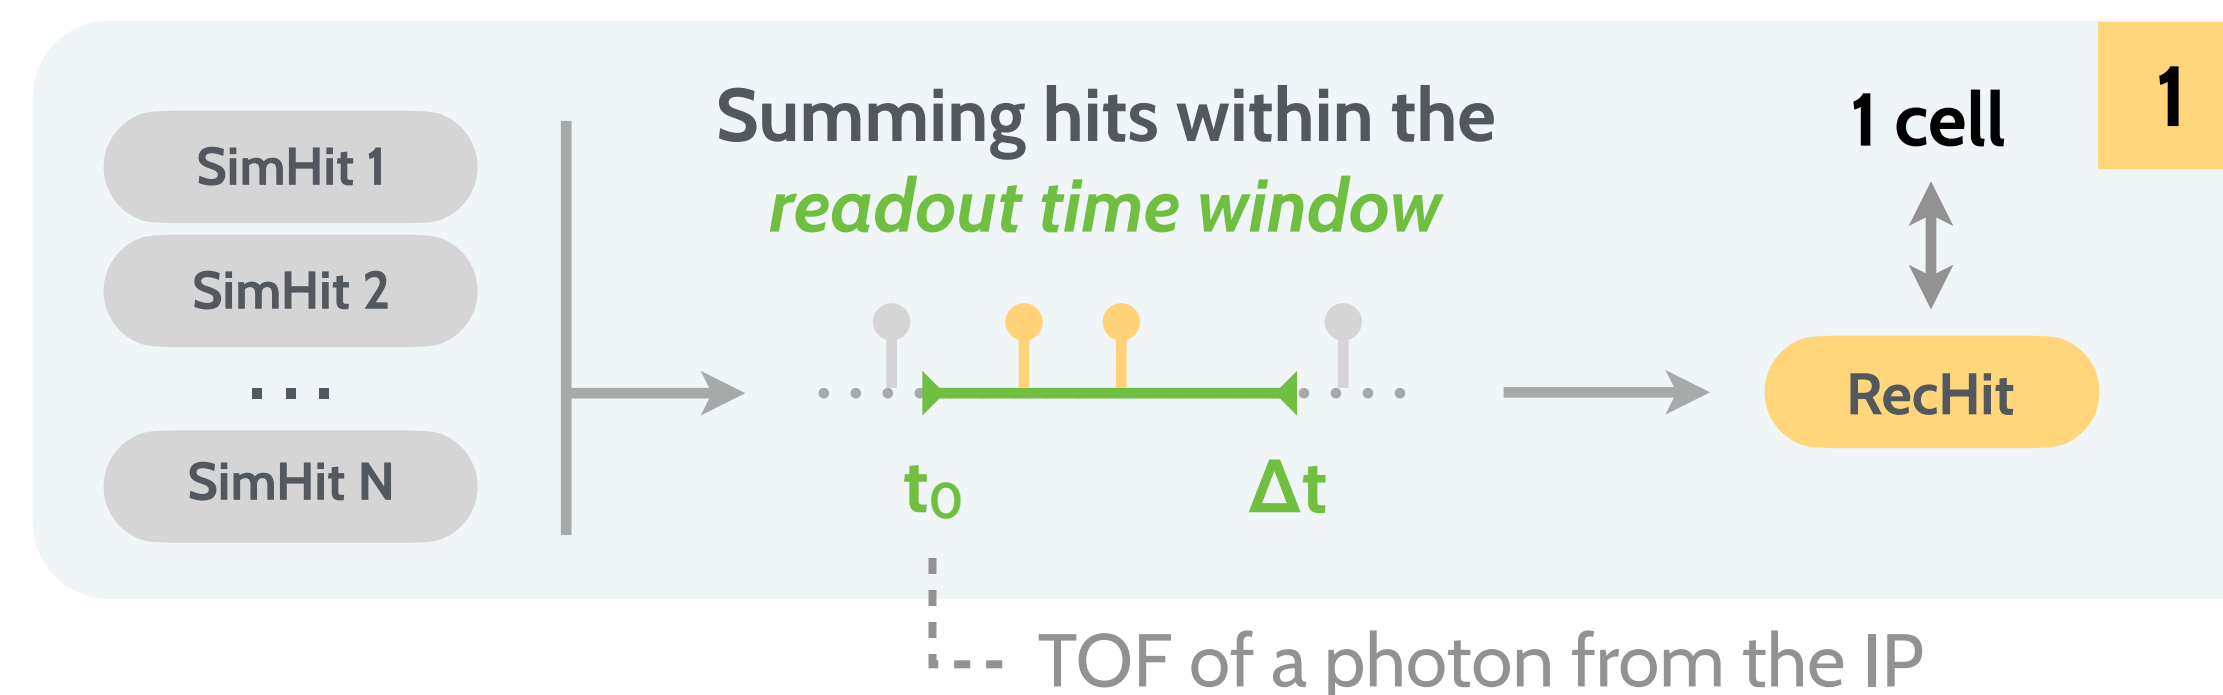 1
Summing hits within the
readout time window
1 cell
SimHit 1
SimHit 2
...
SimHit N
RecHit
t₀
Δt
TOF of a photon from the IP